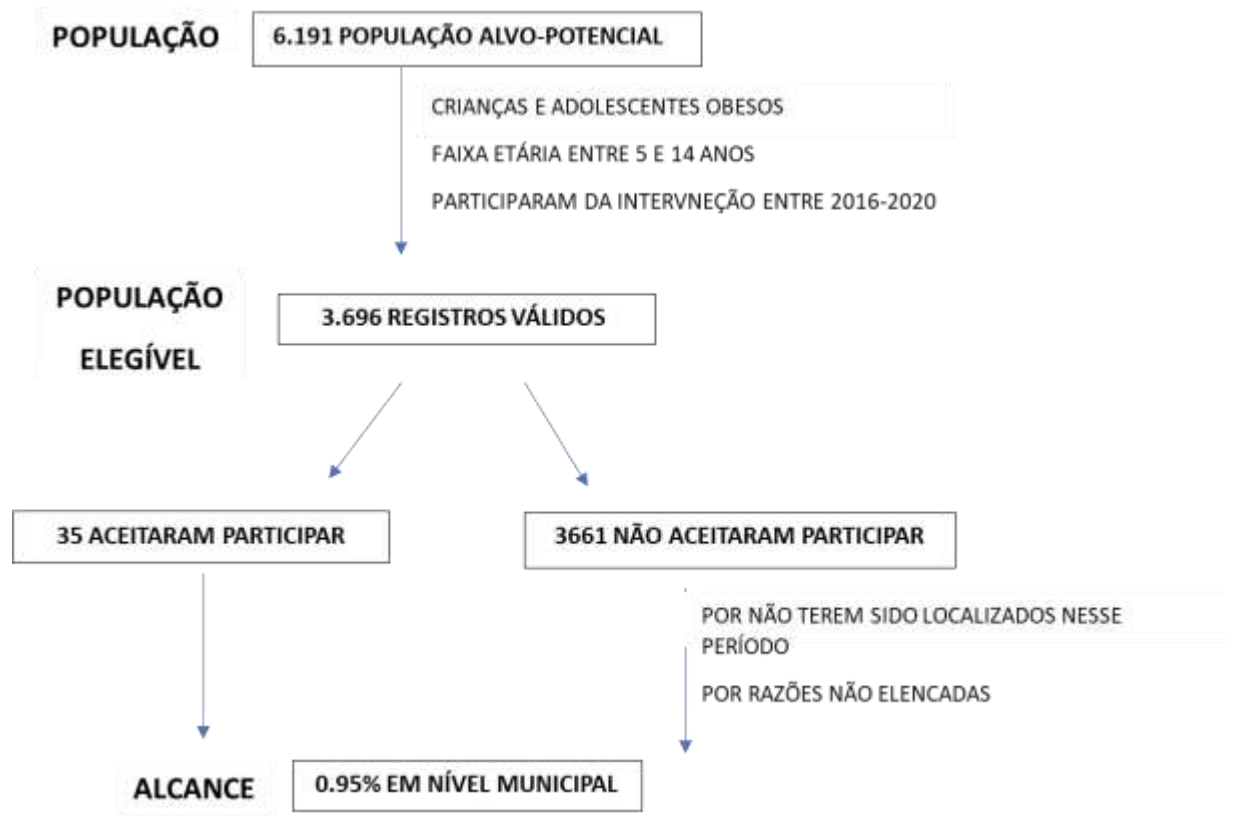 POPULAÇÃO
6.191 POPULAÇÃO ALVO-POTENCIAL
CRIANÇAS E ADOLESCENTES OBESOS
FAIXA ETÁRIA ENTRE 5 E 14 ANOS
PARTICIPARAM DA INTERVNEÇÃO ENTRE 2016-2020
POPULAÇÃO
ELEGÍVEL
3.696 REGISTROS VÁLIDOS
35 ACEITARAM PARTICIPAR
3661 NÃO ACEITARAM PARTICIPAR
POR NÃO TEREM SIDO LOCALIZADOS NESSE
PERÍODO
POR RAZÕES NÃO ELENCADAS
ALCANCE
0.95% EM NÍVEL MUNICIPAL